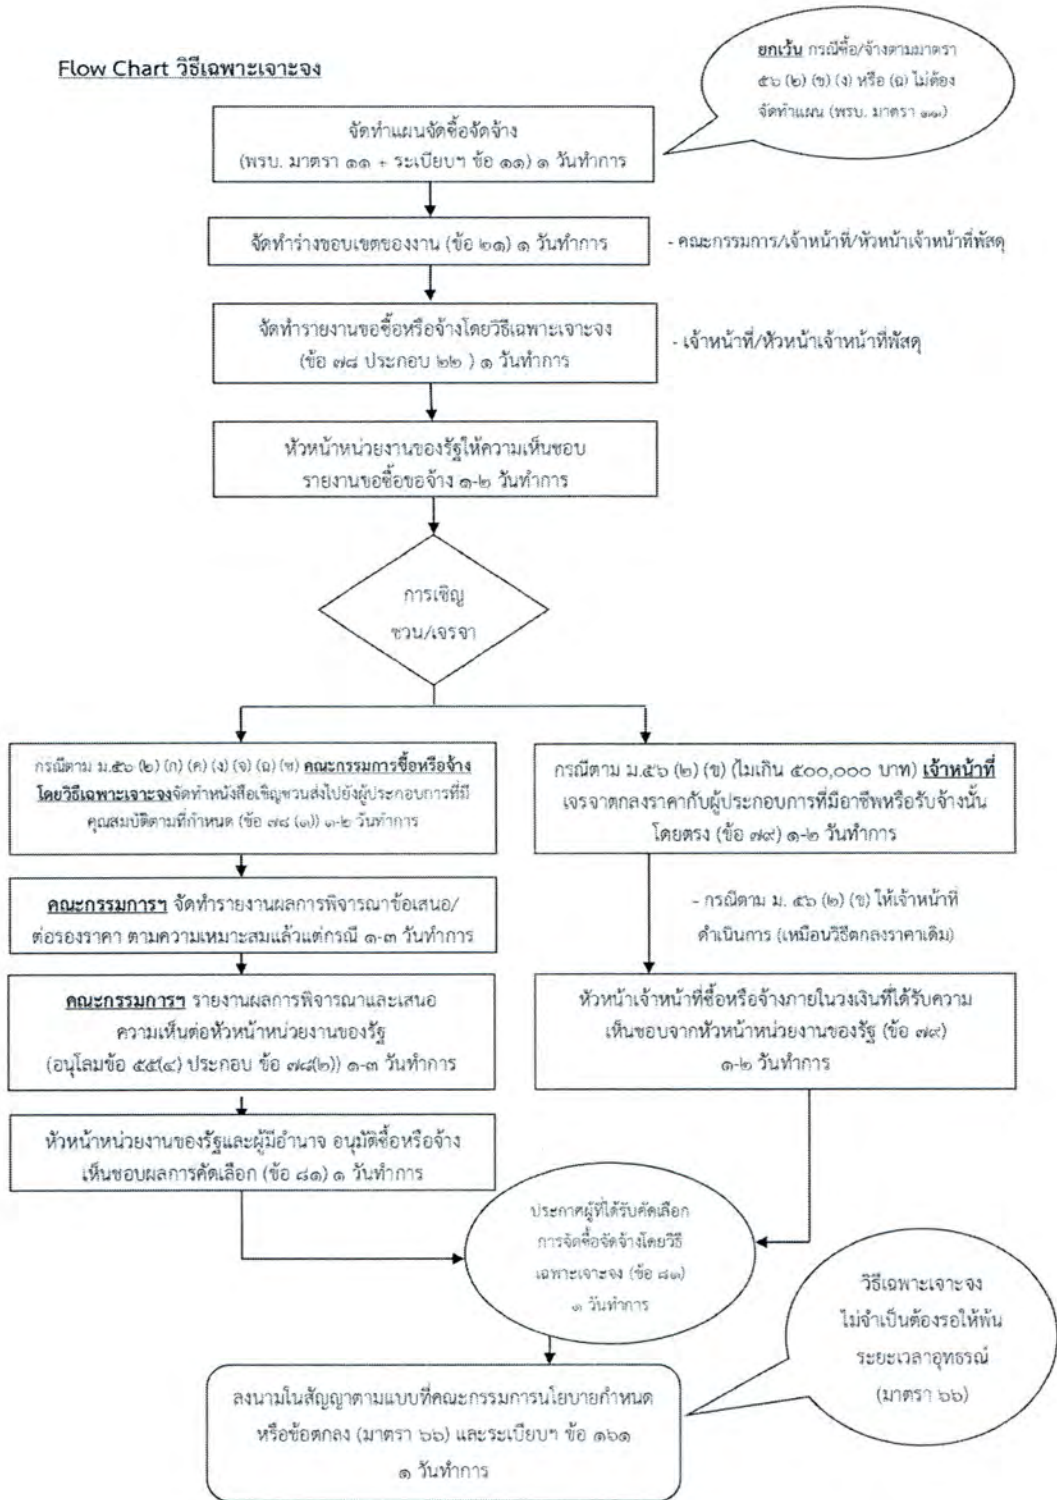 Flow Chart วิธีเฉพาะเจาะจง
ยกเว้น กรณีซื้อ/จ้างตามมาตรา
๕๖ (๒) (ข) (ง) หรือ (ฉ) ไม่ต้อง
จัดทำแผน (พรบ. มาตรา ๑๑)
จัดทำแผนจัดซื้อจัดจ้าง
(พรบ. มาตรา ๑๑ + ระเบียบฯ ข้อ ๑๑) ๑ วันทำการ
จัดทำร่างขอบเขตของงาน (ข้อ ๒๑) ๑ วันทำการ
- คณะกรรมการ/เจ้าหน้าที่/หัวหน้าเจ้าหน้าที่พัสดุ
จัดทำรายงานขอซื้อหรือจ้างโดยวิธีเฉพาะเจาะจง
(ข้อ ๗๘ ประกอบ ๒๒ ) ๑ วันทำการ
- เจ้าหน้าที่/หัวหน้าเจ้าหน้าที่พัสดุ
หัวหน้าหน่วยงานของรัฐให้ความเห็นชอบ
รายงานขอซื้อขอจ้าง ๑-๒ วันทำการ
การเชิญ
ชวน/เจรจา
กรณีตาม ม.๕๖ (๒) (ก) (ค) (ง) (จ) (ฉ) (ช) คณะกรรมการซื้อหรือจ้าง
โดยวิธีเฉพาะเจาะจงจัดทำหนังสือเชิญชวนส่งไปยังผู้ประกอบการที่มี
คุณสมบัติตามที่กำหนด (ข้อ ๗๘ (๑)) ๑-๒ วันทำการ
คณะกรรมการฯ จัดทำรายงานผลการพิจารณาข้อเสนอ/
ต่อรองราคา ตามความเหมาะสมแล้วแต่กรณี ๑-๓ วันทำการ
คณะกรรมการฯ รายงานผลการพิจารณาและเสนอ
ความเห็นต่อหัวหน้าหน่วยงานของรัฐ
(อนุโลมข้อ ๕๕(๔) ประกอบ ข้อ ๗๘(๒)) ๑-๓ วันทำการ
หัวหน้าหน่วยงานของรัฐและผู้มีอำนาจ อนุมัติซื้อหรือจ้าง
เห็นชอบผลการคัดเลือก (ข้อ ๘๑) ๑ วันทำการ
กรณีตาม ม.๕๖ (๒) (ข) (ไม่เกิน ๕๐๐,๐๐๐ บาท) เจ้าหน้าที่
เจรจาตกลงราคากับผู้ประกอบการที่มีอาชีพหรือรับจ้างนั้น
โดยตรง (ข้อ ๗๙) ๑-๒ วันทำการ
- กรณีตาม ม. ๕๖ (๒) (ข) ให้เจ้าหน้าที่
ดำเนินการ (เหมือนวิธีตกลงราคาเดิม)
หัวหน้าเจ้าหน้าที่ซื้อหรือจ้างภายในวงเงินที่ได้รับความ
เห็นชอบจากหัวหน้าหน่วยงานของรัฐ (ข้อ ๗๙)
๑-๒ วันทำการ
ประกาศผู้ที่ได้รับคัดเลือก
การจัดซื้อจัดจ้างโดยวิธี
เฉพาะเจาะจง (ข้อ ๘๑)
๑ วันทำการ
วิธีเฉพาะเจาะจง
ไม่จำเป็นต้องรอให้พ้น
ระยะเวลาอุทธรณ์
(มาตรา ๖๖)
ลงนามในสัญญาตามแบบที่คณะกรรมการนโยบายกำหนด
หรือข้อตกลง (มาตรา ๖๖) และระเบียบฯ ข้อ ๑๖๑
๑ วันทำการ